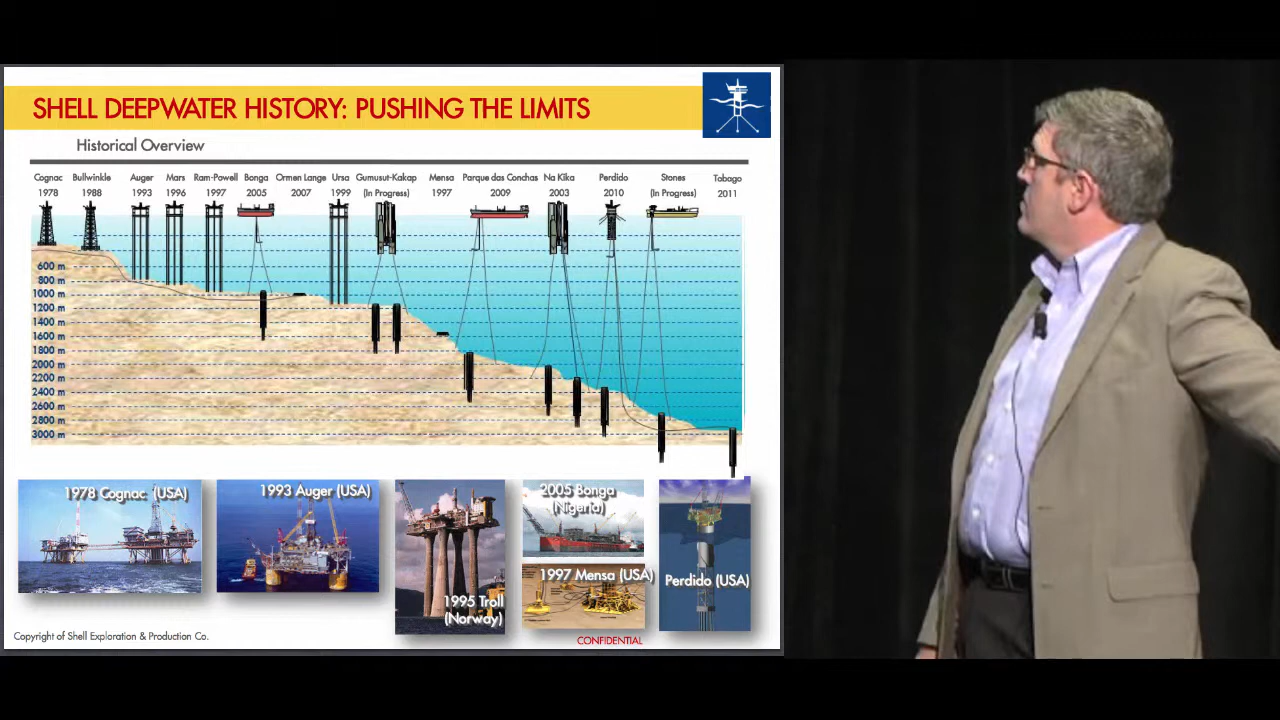 SHELL DEEPWATER HISTORY: PUSHING THE LIMITS
Historical Overview
Cognac Bullwinkle Auger Mars Ram-Powell Bonga Ormen Lange Ursa Gumusut-Kakap Mensa Parque das Conchas Na Kika Perdido Stones Tobago
1978 1988 1993 1996 1997 2005 2007 1999 (In Progress) 1997 2009 2003 2010 (In Progress) 2011
600 m
800 m
1000 m
1200 m
1400 m
1600 m
1800 m
2000 m
2200 m
2400 m
2600 m
2800 m
3000 m
1978 Cognac (USA)
1993 Auger (USA)
1995 Troll
(Norway)
2005 Bonga
(Nigeria)
1997 Mensa (USA)
Perdido (USA)
Copyright of Shell Exploration & Production Co.
CONFIDENTIAL